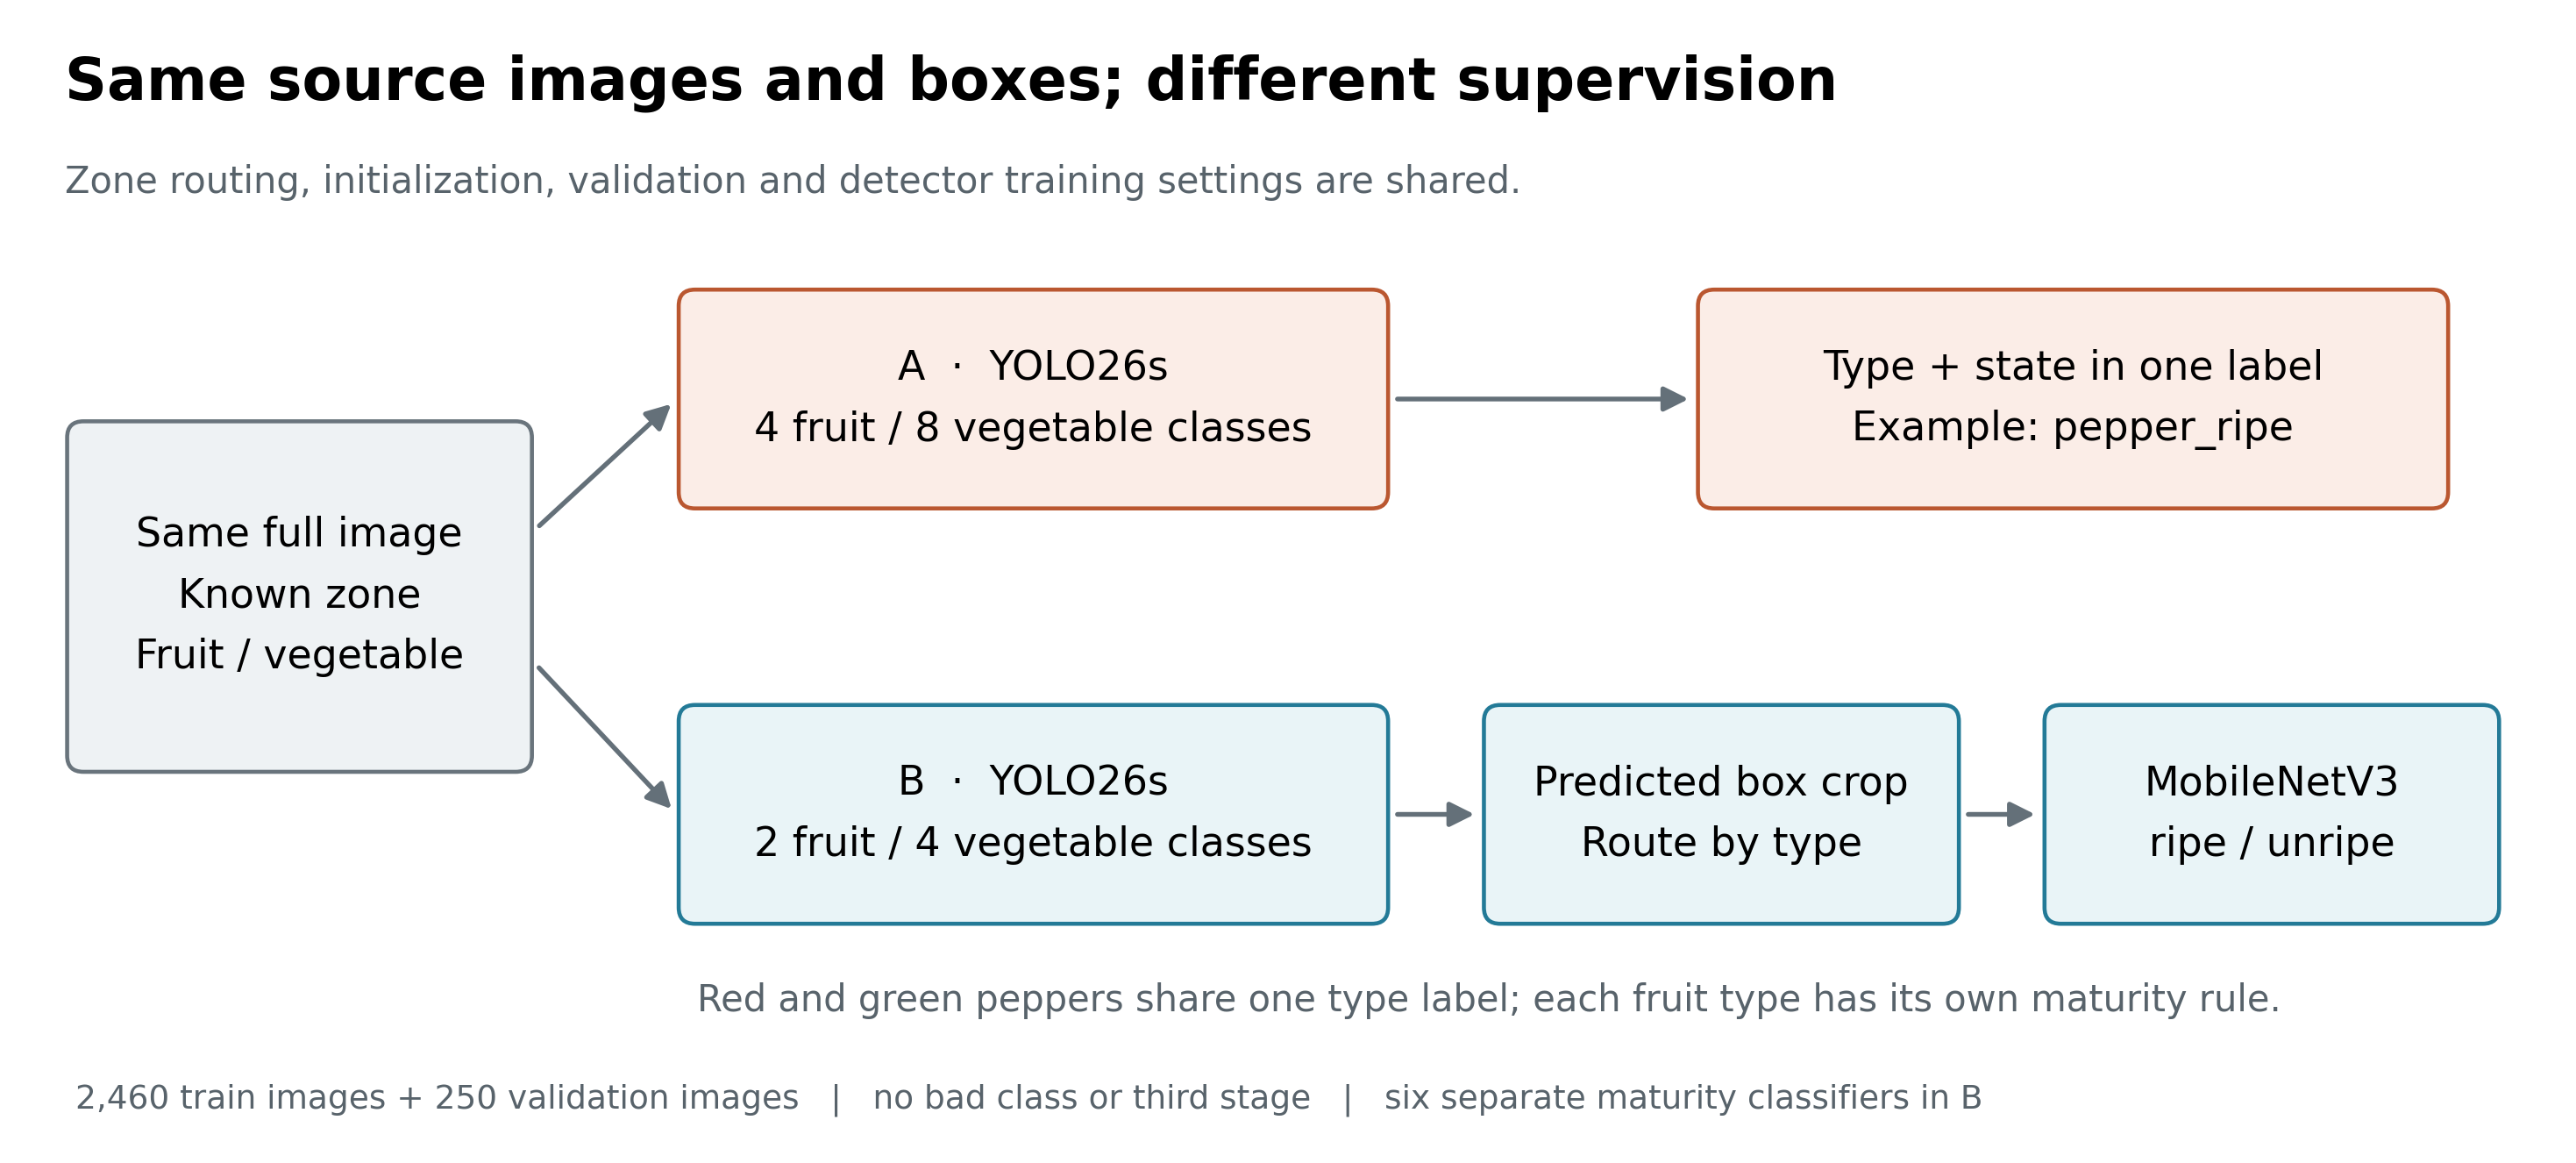 Same source images and boxes; different supervision
Zone routing, initialization, validation and detector training settings are shared.
Same full image
Known zone
Fruit / vegetable
A · YOLO26s
4 fruit / 8 vegetable classes
Type + state in one label
Example: pepper_ripe
B · YOLO26s
2 fruit / 4 vegetable classes
Predicted box crop
Route by type
MobileNetV3
ripe / unripe
Red and green peppers share one type label; each fruit type has its own maturity rule.
2,460 train images + 250 validation images | no bad class or third stage | six separate maturity classifiers in B